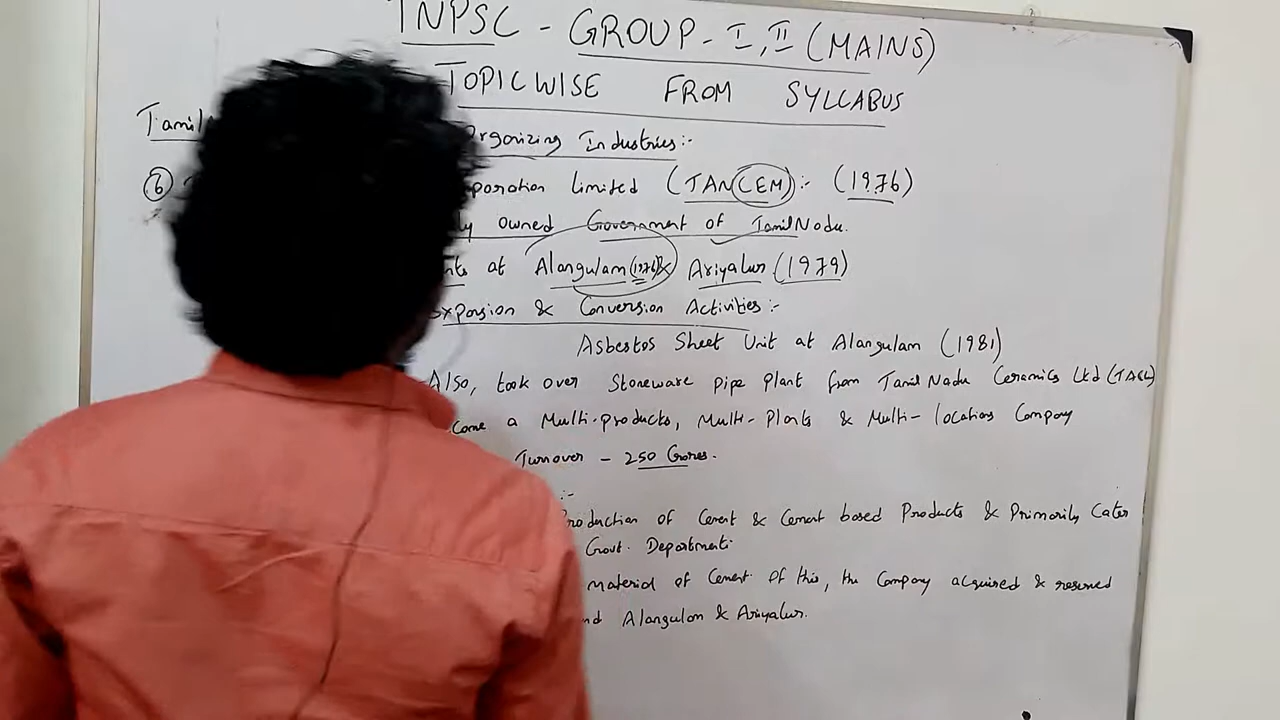 TNPSC - GROUP - I, II (MAINS)
TOPICWISE FROM SYLLABUS
Tamil Organizing Industries:-
(6) poration Limited (TANCEM):- (1976)
ly owned Government of TamilNadu.
nts at Alangulam (1976) & Ariyalur (1979)
Expansion & Conversion Activities:-
Asbestos Sheet Unit at Alangulam (1981)
Also, took over Stoneware pipe Plant from Tamil Nadu Ceramics Ltd (TACL)
come a Multi-products, Multi-Plants & Multi-locations Company
Turnover - 250 Crores.
:-
Production of Cement & Cement based Products & Primarily Cater
Govt. Department.
material of Cement of this, the Company acquired & reserved
nd Alangulam & Ariyalur.